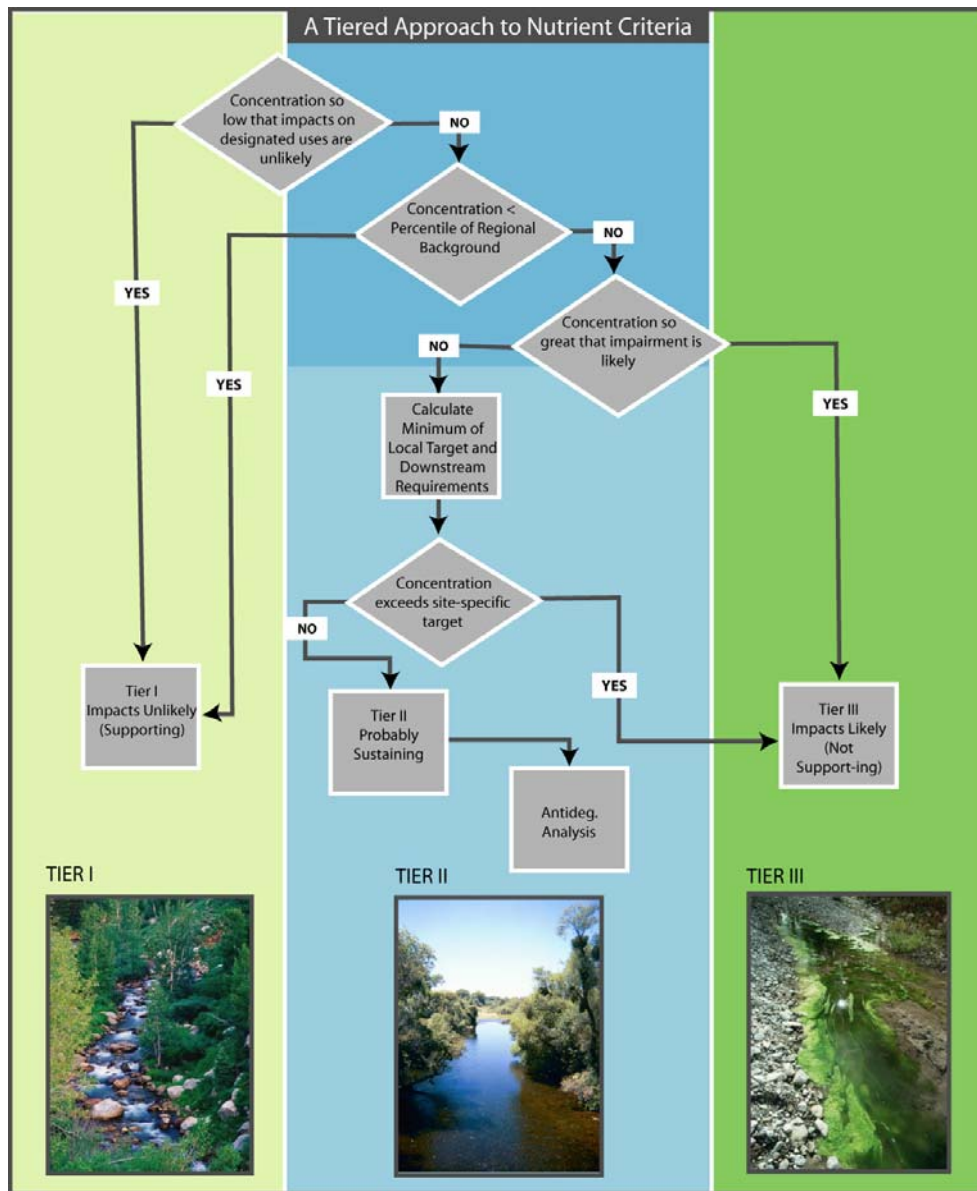 A Tiered Approach to Nutrient Criteria
Concentration so
low that impacts on
designated uses are
unlikely
NO
Concentration <
Percentile of Regional
Background
NO
YES
Concentration so
great that impairment is
likely
NO
YES
YES
Calculate
Minimum of
Local Target and
Downstream
Requirements
Concentration
exceeds site-specific
target
NO
YES
Tier I
Impacts Unlikely
(Supporting)
Tier II
Probably
Sustaining
Tier III
Impacts Likely
(Not
Support-ing)
Antideg.
Analysis
TIER I
TIER II
TIER III